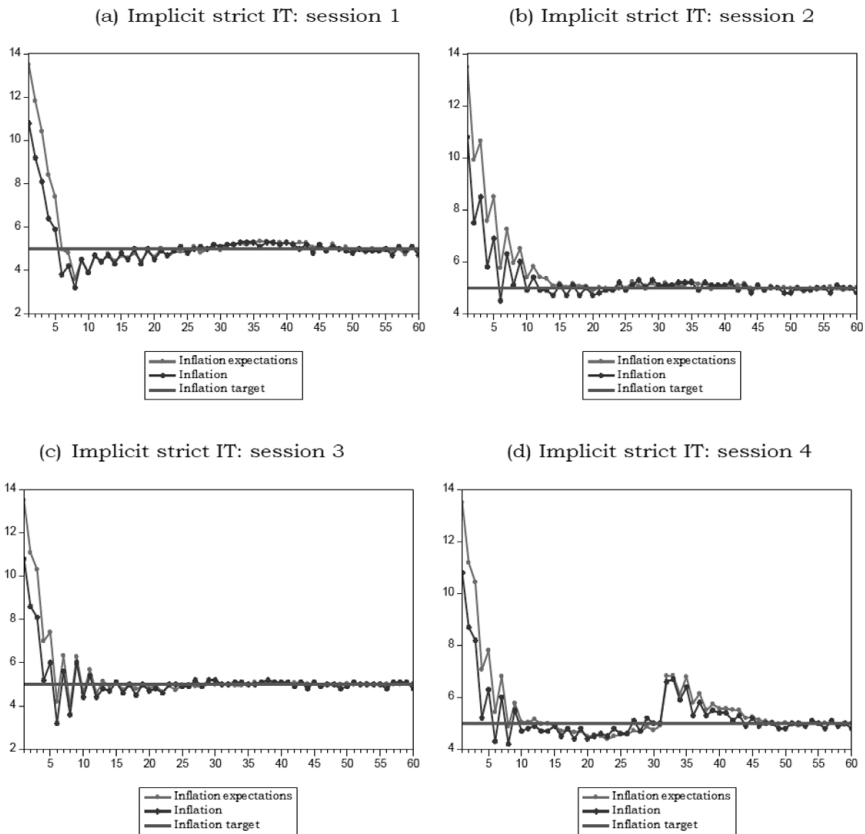 (a) Implicit strict IT: session 1
14
12
10
8
6
4
2
5 10 15 20 25 30 35 40 45 50 55 60
Inflation expectations
Inflation
Inflation target
(b) Implicit strict IT: session 2
14
12
10
8
6
4
5 10 15 20 25 30 35 40 45 50 55 60
Inflation expectations
Inflation
Inflation target
(c) Implicit strict IT: session 3
14
12
10
8
6
4
2
5 10 15 20 25 30 35 40 45 50 55 60
Inflation expectations
Inflation
Inflation target
(d) Implicit strict IT: session 4
14
12
10
8
6
4
5 10 15 20 25 30 35 40 45 50 55 60
Inflation expectations
Inflation
Inflation target